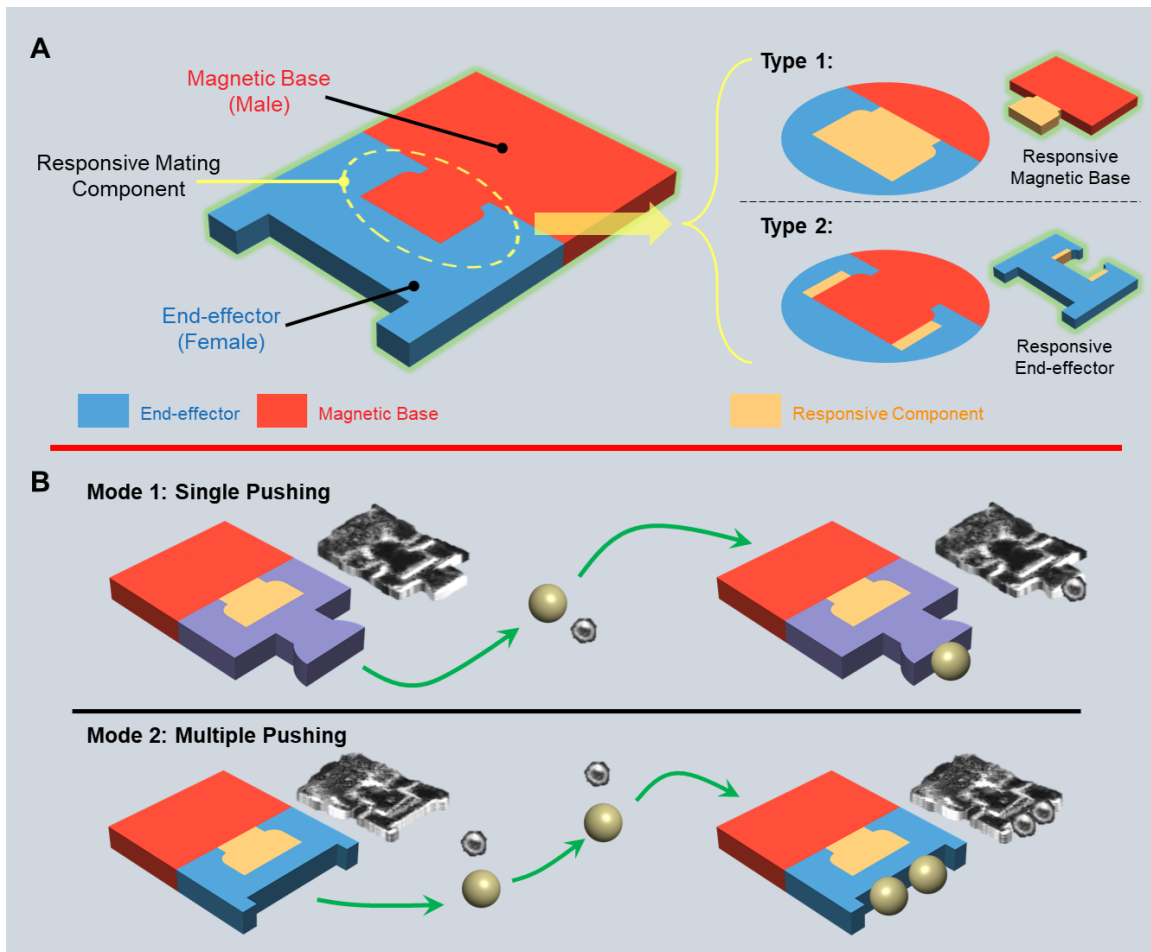 A
Magnetic Base
(Male)
Responsive Mating
Component
End-effector
(Female)
Type 1:
Responsive
Magnetic Base
Type 2:
Responsive
End-effector
End-effector
Magnetic Base
Responsive Component
B
Mode 1: Single Pushing
Mode 2: Multiple Pushing